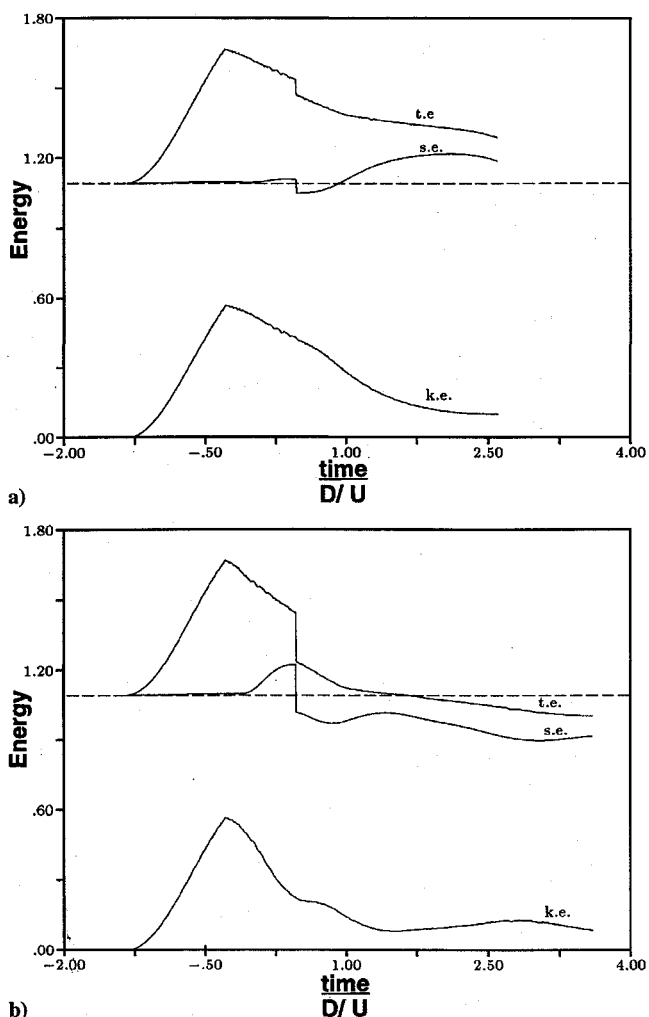 1.80
t.e
s.e.
1.20
Energy
.60
k.e.
.00
-2.00 -.50 1.00 2.50 4.00
time
D/ U
a)
1.80
1.20
t.e.
s.e.
Energy
.60
k.e.
.00
-2.00 -.50 1.00 2.50 4.00
time
D/ U
b)